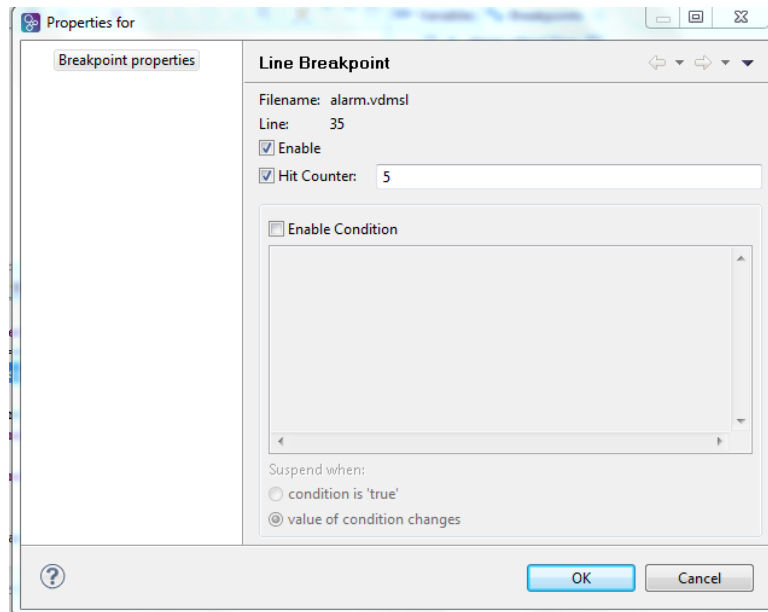 Properties for
Breakpoint properties
Line Breakpoint
Filename: alarm.vdmsl
Line: 35
Enable
Hit Counter: 5
Enable Condition
Suspend when:
condition is 'true'
value of condition changes
OK
Cancel